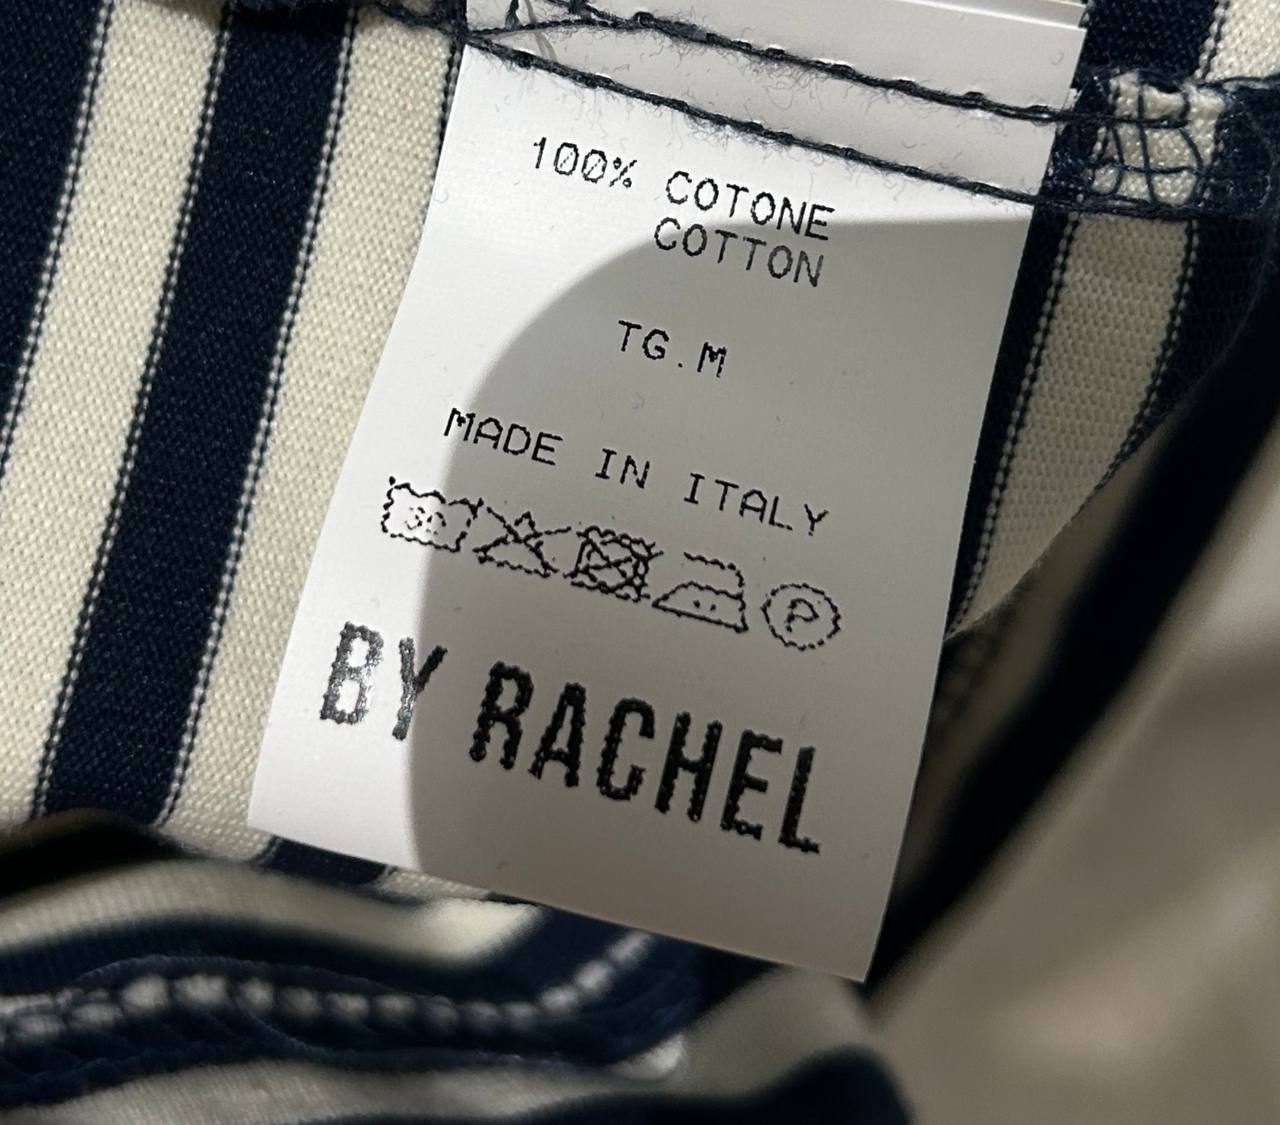 100% COTONE
COTTON
TG.M
MADE IN ITALY
30
P
BY RACHEL